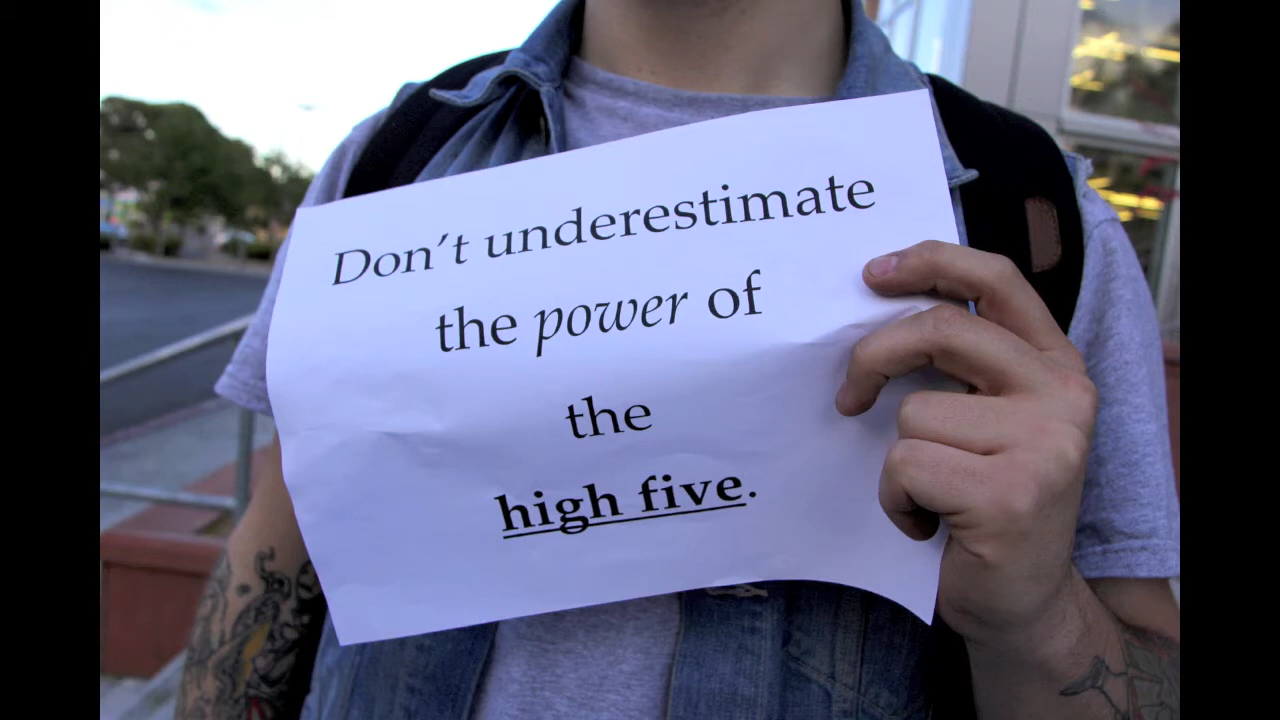 Don't underestimate
the power of
the
high five.